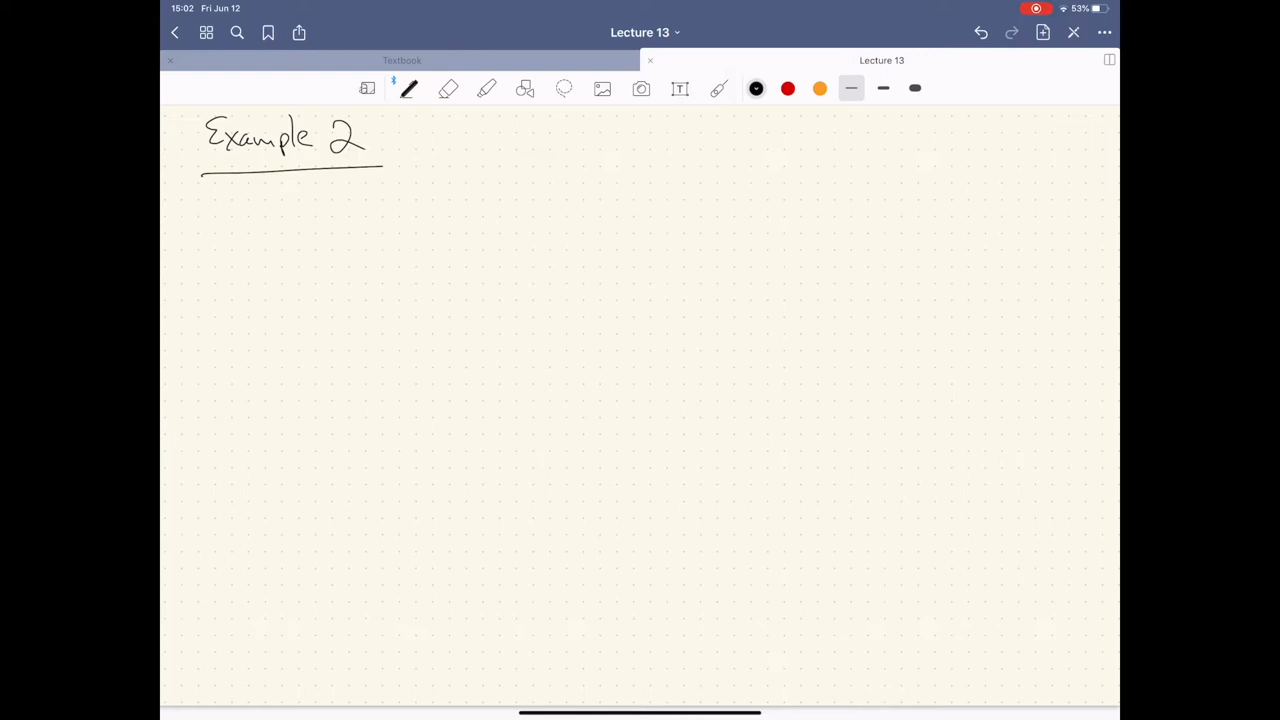 15:02 Fri Jun 12 53%
Lecture 13
Textbook Lecture 13
T
Example 2